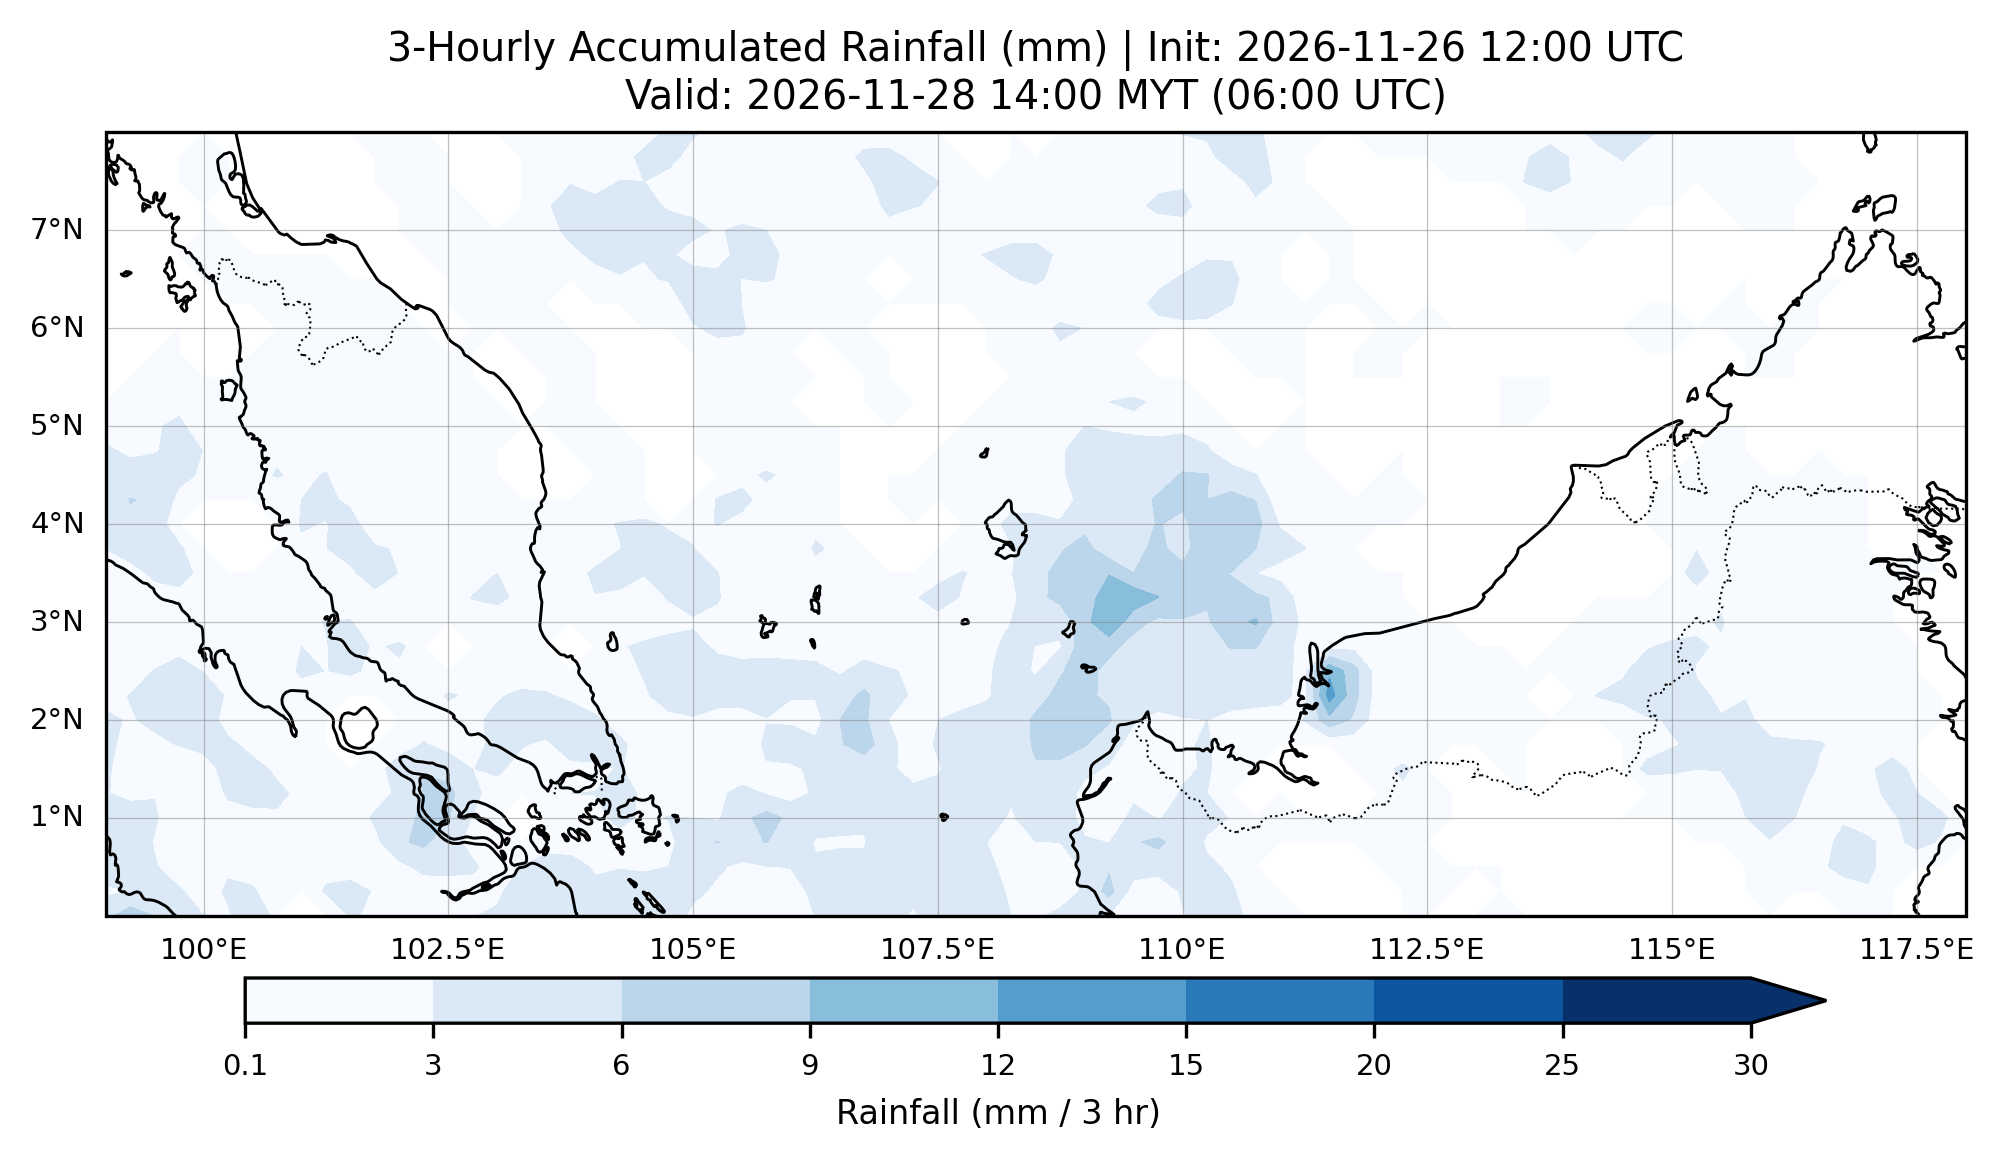 3-Hourly Accumulated Rainfall (mm) | Init: 2026-11-26 12:00 UTC
Valid: 2026-11-28 14:00 MYT (06:00 UTC)
7°N
6°N
5°N
4°N
3°N
2°N
1°N
100°E 102.5°E 105°E 107.5°E 110°E 112.5°E 115°E 117.5°E
0.1 3 6 9 12 15 20 25 30
Rainfall (mm / 3 hr)